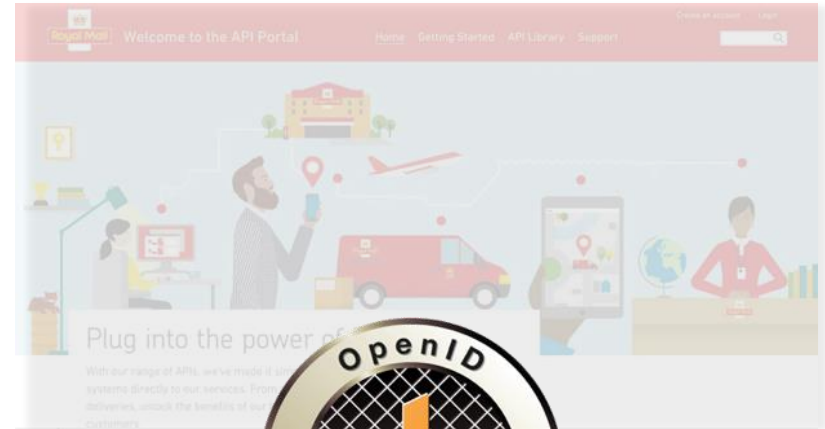 Create an account Login
Royal Mail Welcome to the API Portal Home Getting Started API Library Support
Plug into the power of
With our range of APIs, we've made it
systems directly to our services. From
deliveries, unlock the benefits of our
customers
OpenID